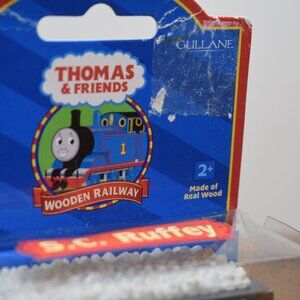 GULLANE
THOMAS
& FRIENDS
1
WOODEN RAILWAY
2+
Made of
Real Wood
S.C. Ruffey